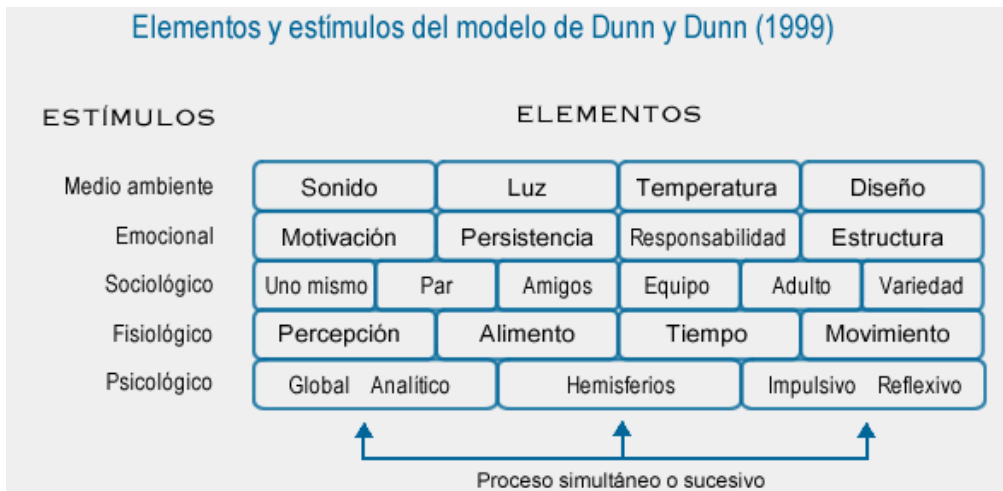 Elementos y estímulos del modelo de Dunn y Dunn (1999)
ESTÍMULOS ELEMENTOS
Medio ambiente Sonido Luz Temperatura Diseño
Emocional Motivación Persistencia Responsabilidad Estructura
Sociológico Uno mismo Par Amigos Equipo Adulto Variedad
Fisiológico Percepción Alimento Tiempo Movimiento
Psicológico Global Analítico Hemisferios Impulsivo Reflexivo
Proceso simultáneo o sucesivo